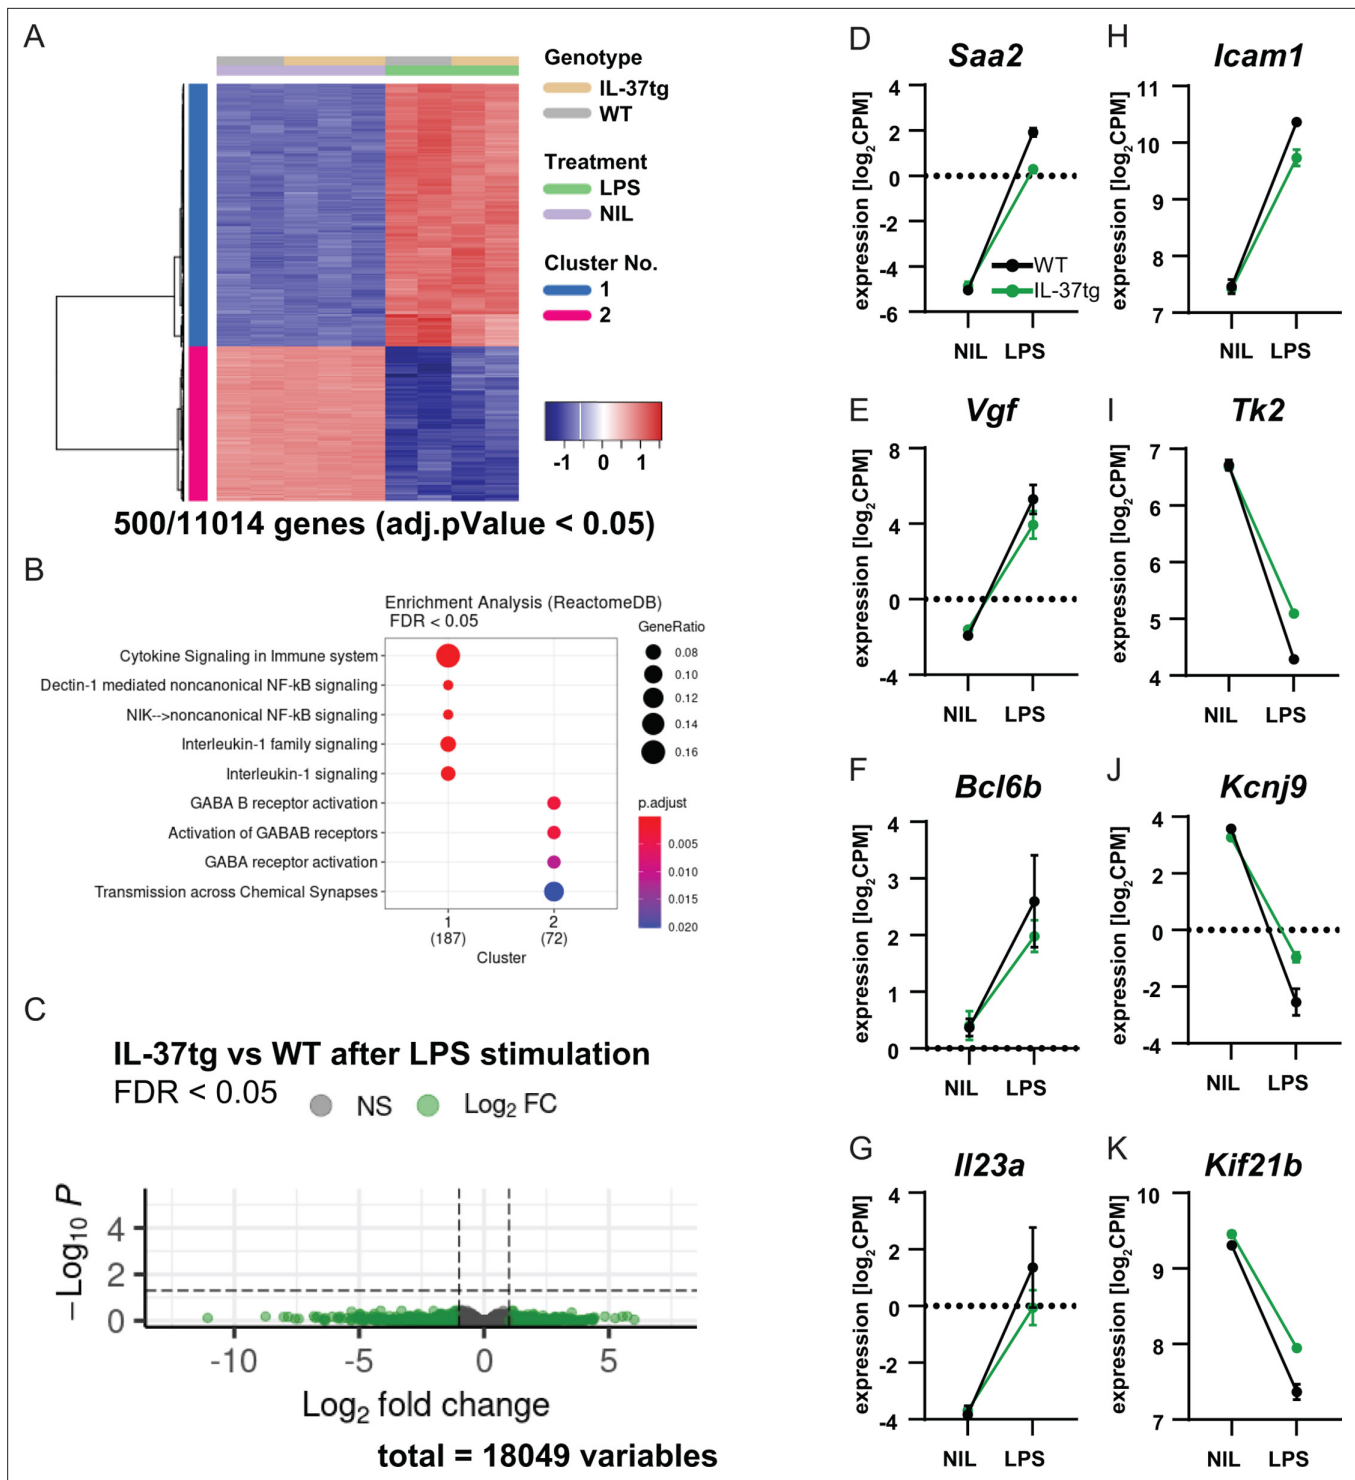 A
Genotype
IL-37tg
WT
Treatment
LPS
NIL
Cluster No.
1
2
-1 0 1
500/11014 genes (adj.pValue < 0.05)
B
Enrichment Analysis (ReactomeDB)
FDR < 0.05
Cytokine Signaling in Immune system
Dectin-1 mediated noncanonical NF-kB signaling
NIK-->noncanonical NF-kB signaling
Interleukin-1 family signaling
Interleukin-1 signaling
GABA B receptor activation
Activation of GABAB receptors
GABA receptor activation
Transmission across Chemical Synapses
1 2
(187) (72)
Cluster
GeneRatio
0.08
0.10
0.12
0.14
0.16
p.adjust
0.005
0.010
0.015
0.020
C
IL-37tg vs WT after LPS stimulation
FDR < 0.05
NS Log2 FC
−Log10 P
4
2
0
-10 -5 0 5
Log2 fold change
total = 18049 variables
D
Saa2
expression [log2CPM]
4
2
0
-2
-4
-6
WT
IL-37tg
NIL LPS
E
Vgf
expression [log2CPM]
8
4
0
-4
NIL LPS
F
Bcl6b
expression [log2CPM]
4
3
2
1
0
NIL LPS
G
Il23a
expression [log2CPM]
4
2
0
-2
-4
NIL LPS
H
Icam1
expression [log2CPM]
11
10
9
8
7
NIL LPS
I
Tk2
expression [log2CPM]
7
6
6
5
4
NIL LPS
J
Kcnj9
expression [log2CPM]
4
2
0
-2
-4
NIL LPS
K
Kif21b
expression [log2CPM]
10
9
8
7
NIL LPS